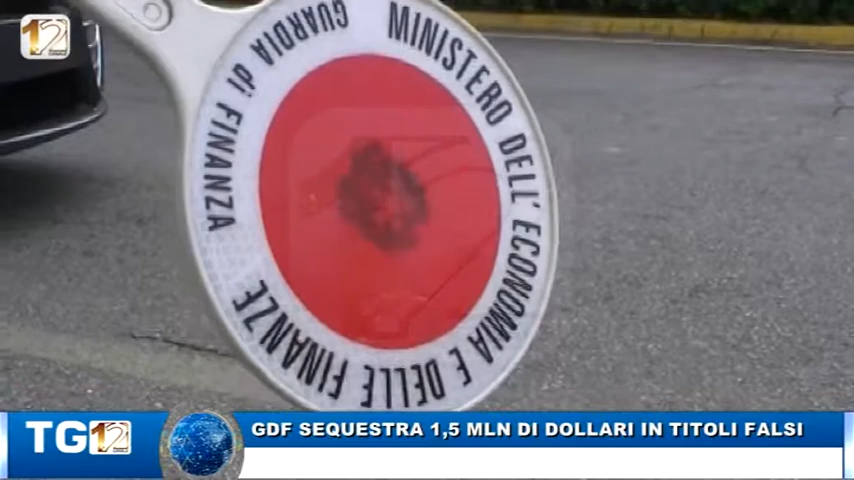 12
MINISTERO DELL' ECONOMIA E DELLE FINANZE
GUARDIA di FINANZA
TG12
GDF SEQUESTRA 1,5 MLN DI DOLLARI IN TITOLI FALSI